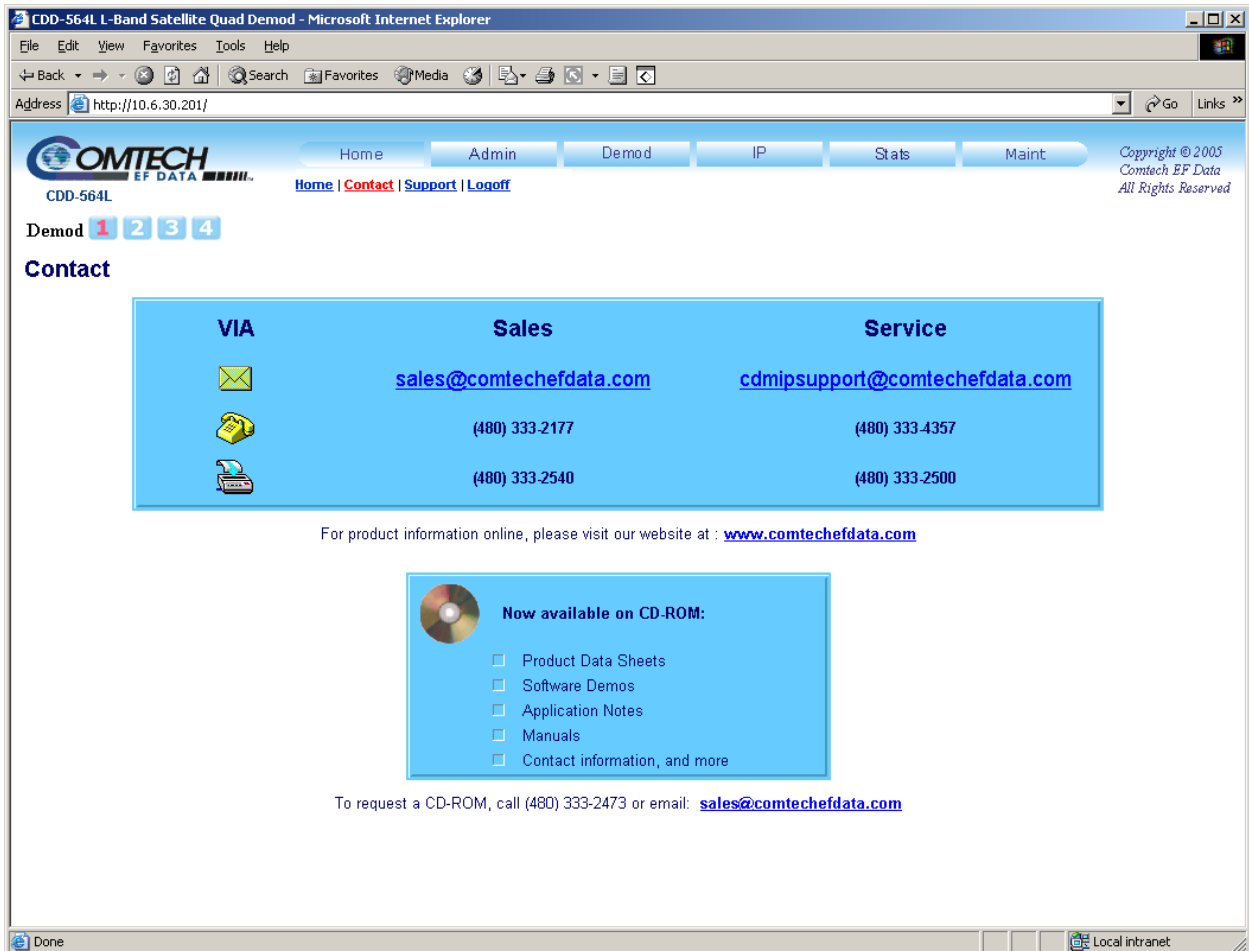 CDD-564L L-Band Satellite Quad Demod - Microsoft Internet Explorer
File Edit View Favorites Tools Help
Back Search Favorites Media
Address http://10.6.30.201/ Go Links »
COMTECH
EF DATA
CDD-564L
Home Admin Demod IP Stats Maint
Home | Contact | Support | Logoff
Copyright © 2005
Comtech EF Data
All Rights Reserved
Demod 1 2 3 4
Contact
VIA Sales Service
sales@comtechefdata.com cdmipsupport@comtechefdata.com
(480) 333-2177 (480) 333-4357
(480) 333-2540 (480) 333-2500
For product information online, please visit our website at : www.comtechefdata.com
Now available on CD-ROM:
Product Data Sheets
Software Demos
Application Notes
Manuals
Contact information, and more
To request a CD-ROM, call (480) 333-2473 or email: sales@comtechefdata.com
Done Local intranet